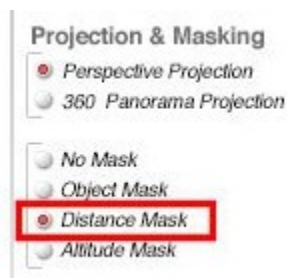 Projection & Masking
Perspective Projection
360 Panorama Projection
No Mask
Object Mask
Distance Mask
Altitude Mask